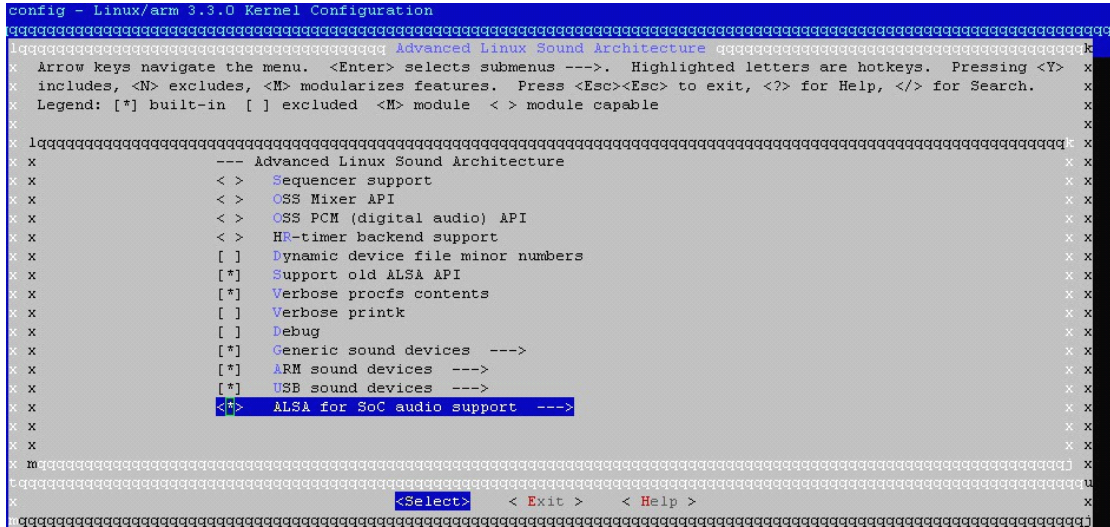 config - Linux/arm 3.3.0 Kernel Configuration
Advanced Linux Sound Architecture
Arrow keys navigate the menu.  <Enter> selects submenus --->.  Highlighted letters are hotkeys.  Pressing <Y>
includes, <N> excludes, <M> modularizes features.  Press <Esc><Esc> to exit, <?> for Help, </> for Search.
Legend: [*] built-in  [ ] excluded  <M> module  < > module capable
--- Advanced Linux Sound Architecture
< >   Sequencer support
< >   OSS Mixer API
< >   OSS PCM (digital audio) API
< >   HR-timer backend support
[ ]   Dynamic device file minor numbers
[*]   Support old ALSA API
[*]   Verbose procfs contents
[ ]   Verbose printk
[ ]   Debug
[*]   Generic sound devices  --->
[*]   ARM sound devices  --->
[*]   USB sound devices  --->
<*>   ALSA for SoC audio support  --->
<Select>    < Exit >    < Help >